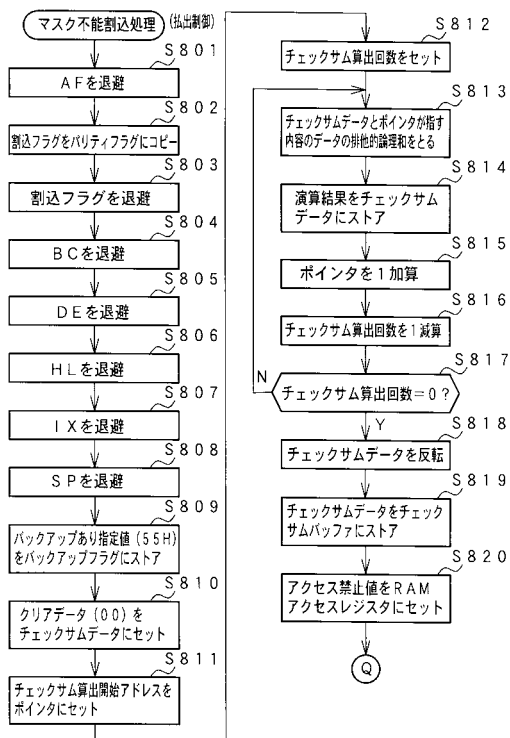 マスク不能割込処理 (払出制御)
S801
AFを退避
S802
割込フラグをパリティフラグにコピー
S803
割込フラグを退避
S804
BCを退避
S805
DEを退避
S806
HLを退避
S807
IXを退避
S808
SPを退避
S809
バックアップあり指定値(55H)
をバックアップフラグにストア
S810
クリアデータ(00)を
チェックサムデータにセット
S811
チェックサム算出開始アドレスを
ポインタにセット
S812
チェックサム算出回数をセット
S813
チェックサムデータとポインタが指す
内容のデータの排他的論理和をとる
S814
演算結果をチェックサム
データにストア
S815
ポインタを1加算
S816
チェックサム算出回数を1減算
S817
N
チェックサム算出回数=0?
Y
S818
チェックサムデータを反転
S819
チェックサムデータをチェック
サムバッファにストア
S820
アクセス禁止値をRAM
アクセスレジスタにセット
Q